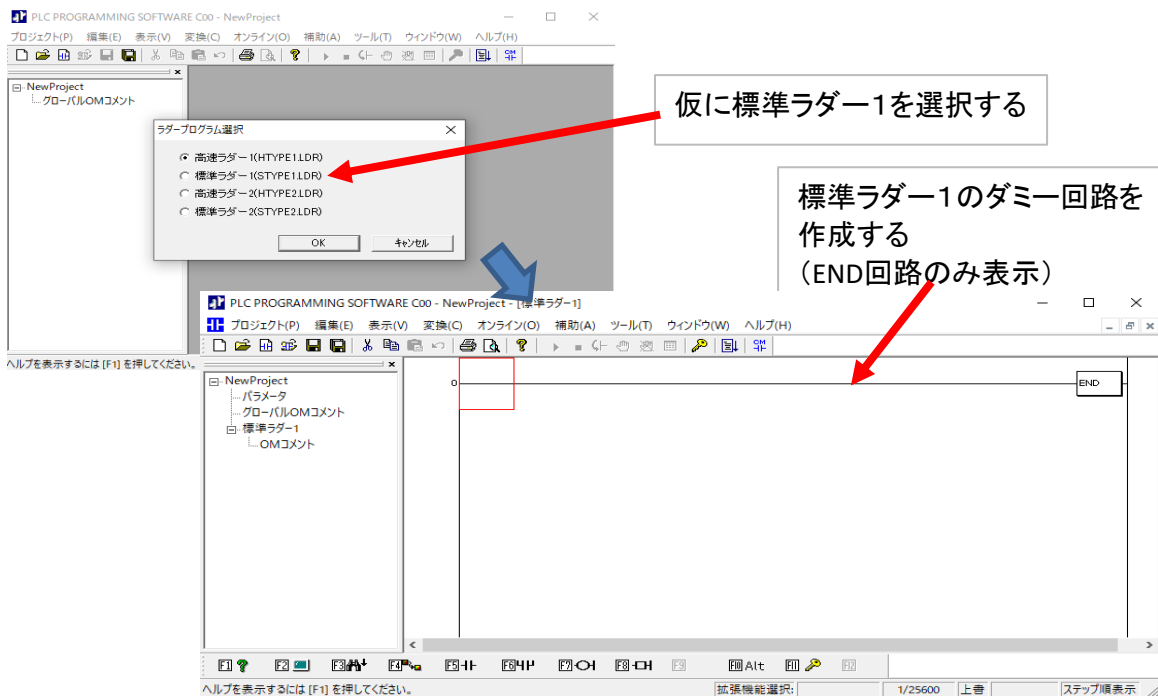 PLC PROGRAMMING SOFTWARE C00 - NewProject
プロジェクト(P) 編集(E) 表示(V) 変換(C) オンライン(O) 補助(A) ツール(T) ウィンドウ(W) ヘルプ(H)
NewProject
グローバルOMコメント
ラダープログラム選択
高速ラダー1(HTYPE1.LDR)
標準ラダー1(STYPE1.LDR)
高速ラダー2(HTYPE2.LDR)
標準ラダー2(STYPE2.LDR)
OK キャンセル
ヘルプを表示するには [F1] を押してください。
仮に標準ラダー１を選択する
標準ラダー１のダミー回路を
作成する
（END回路のみ表示）
PLC PROGRAMMING SOFTWARE C00 - NewProject - [標準ラダー1]
プロジェクト(P) 編集(E) 表示(V) 変換(C) オンライン(O) 補助(A) ツール(T) ウィンドウ(W) ヘルプ(H)
NewProject
パラメータ
グローバルOMコメント
標準ラダー1
OMコメント
0
END
F1 F2 F3 F4 F5 F6 F7 F8 F9 F10 Alt F11 F12
ヘルプを表示するには [F1] を押してください。
拡張機能選択: 1/25600 上書 ステップ順表示